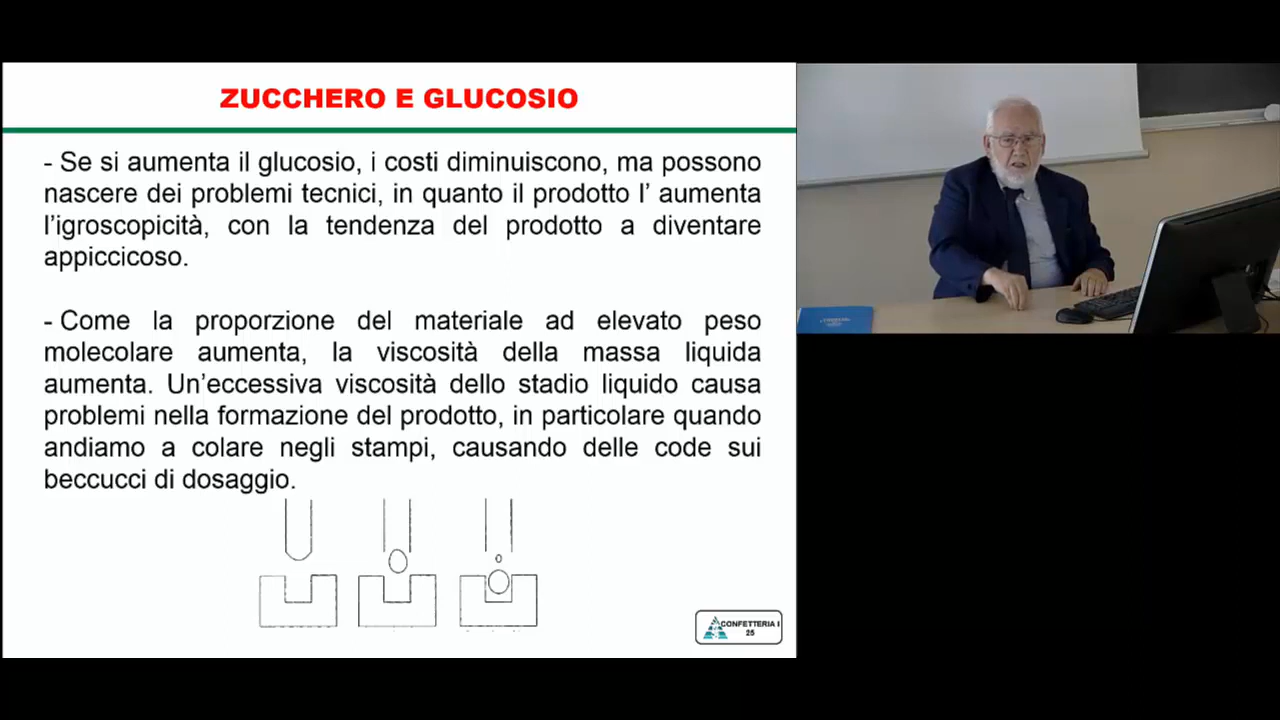 ZUCCHERO E GLUCOSIO
- Se si aumenta il glucosio, i costi diminuiscono, ma possono
nascere dei problemi tecnici, in quanto il prodotto l’ aumenta
l’igroscopicità, con la tendenza del prodotto a diventare
appiccicoso.
- Come la proporzione del materiale ad elevato peso
molecolare aumenta, la viscosità della massa liquida
aumenta. Un’eccessiva viscosità dello stadio liquido causa
problemi nella formazione del prodotto, in particolare quando
andiamo a colare negli stampi, causando delle code sui
beccucci di dosaggio.
CONFETTERIA I
25